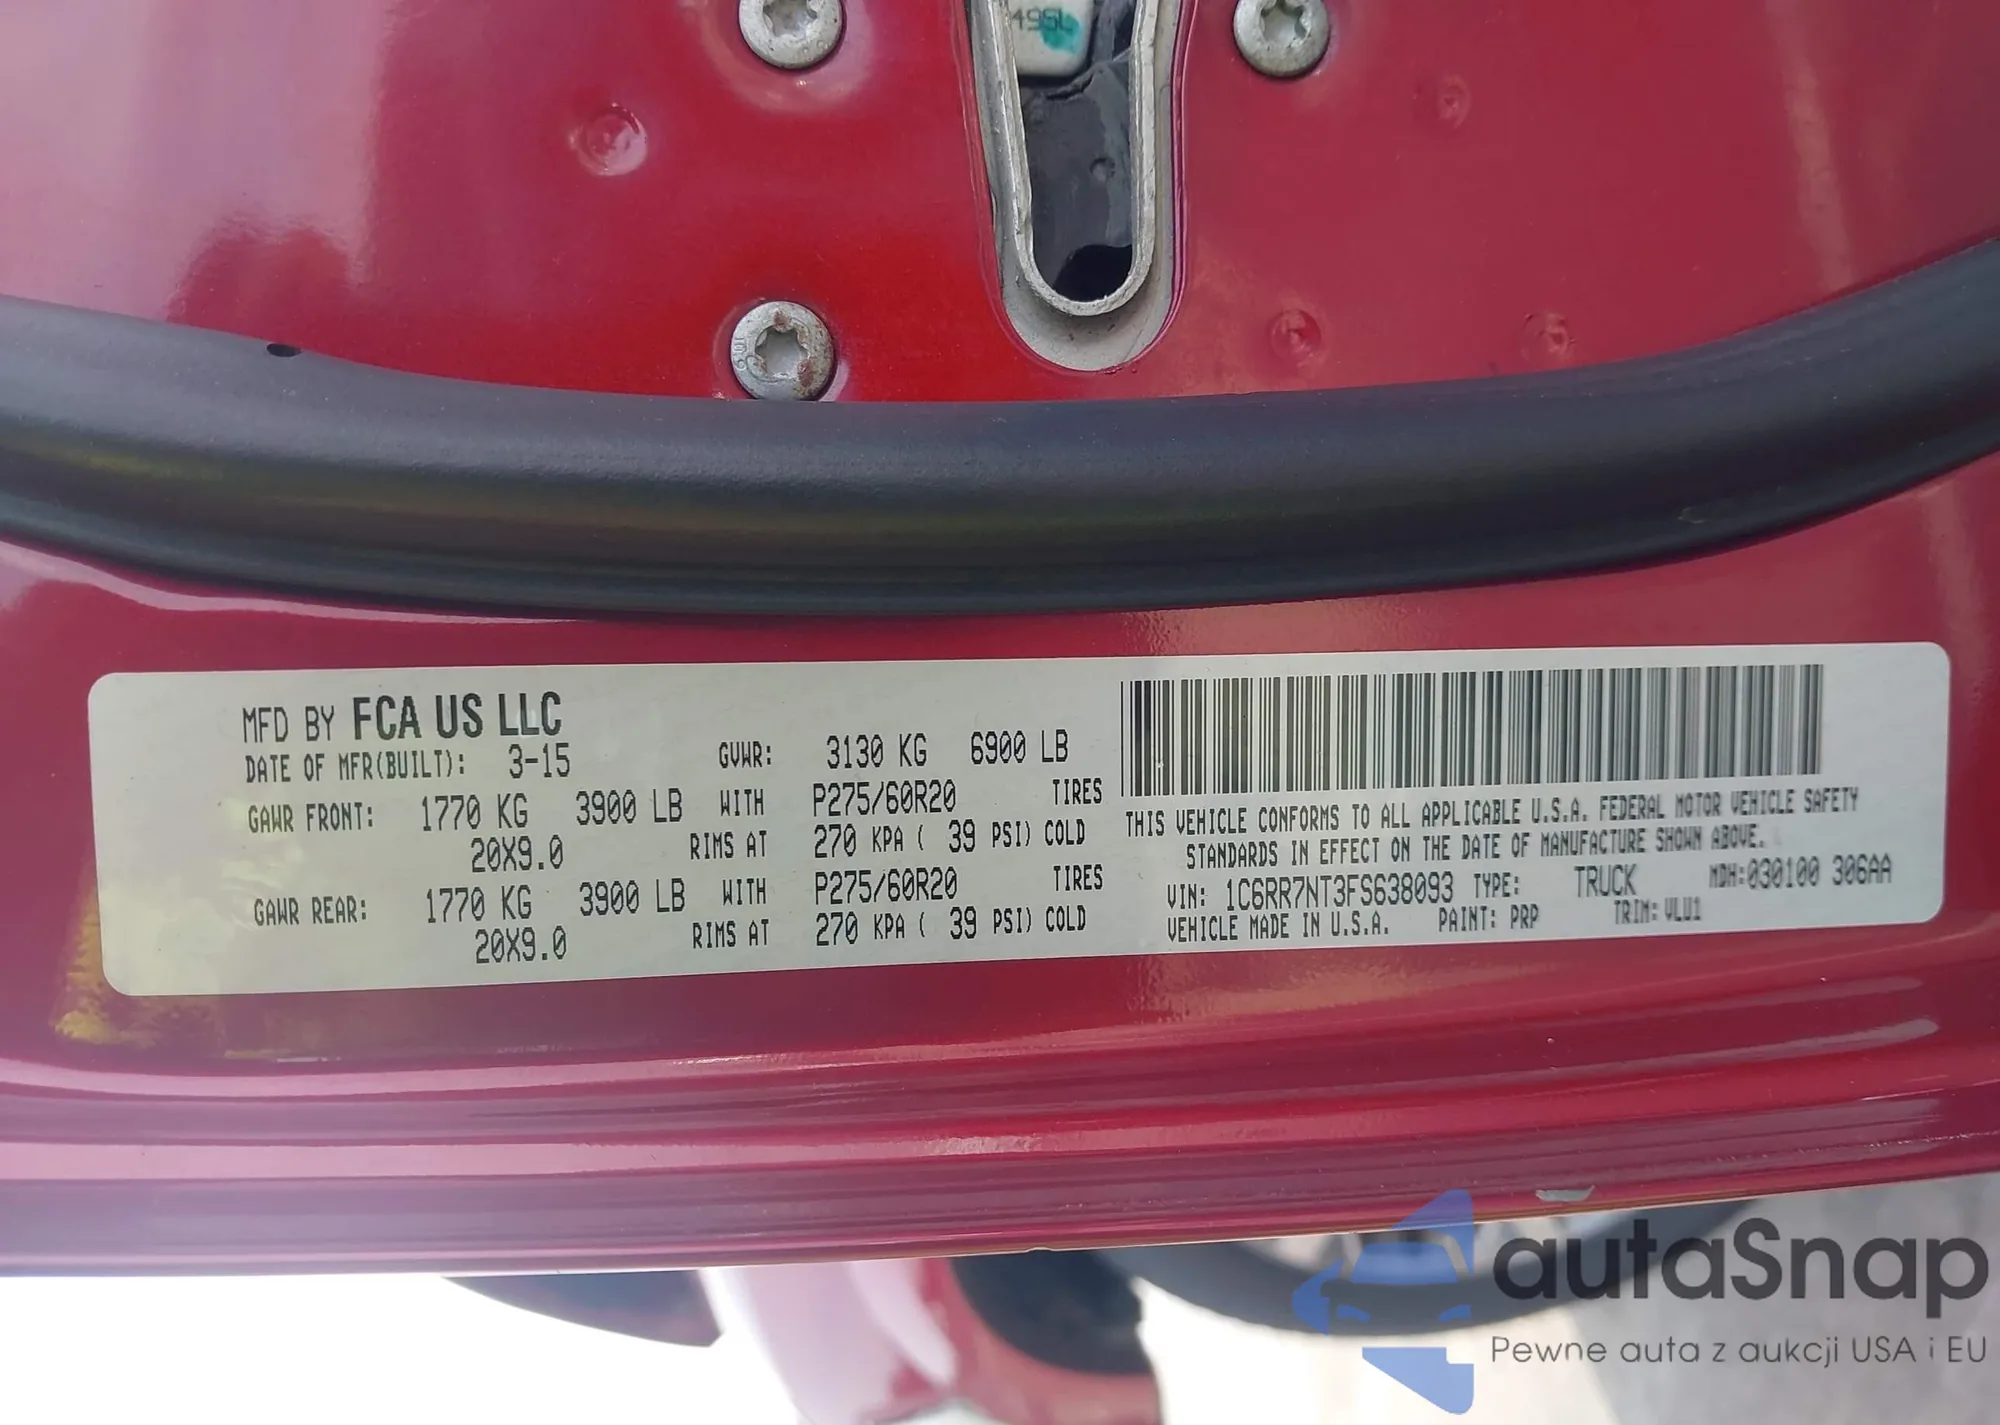 495L
MFD BY FCA US LLC
DATE OF MFR(BUILT): 3-15 GVWR: 3130 KG 6900 LB
GAWR FRONT: 1770 KG 3900 LB WITH P275/60R20 TIRES
20X9.0 RIMS AT 270 KPA ( 39 PSI) COLD
GAWR REAR: 1770 KG 3900 LB WITH P275/60R20 TIRES
20X9.0 RIMS AT 270 KPA ( 39 PSI) COLD
THIS VEHICLE CONFORMS TO ALL APPLICABLE U.S.A. FEDERAL MOTOR VEHICLE SAFETY
STANDARDS IN EFFECT ON THE DATE OF MANUFACTURE SHOWN ABOVE.
VIN: 1C6RR7NT3FS638093 TYPE: TRUCK MDH:030100 306AA
VEHICLE MADE IN U.S.A. PAINT: PRP TRIM: VLU1
autaSnap
Pewne auta z aukcji USA i EU